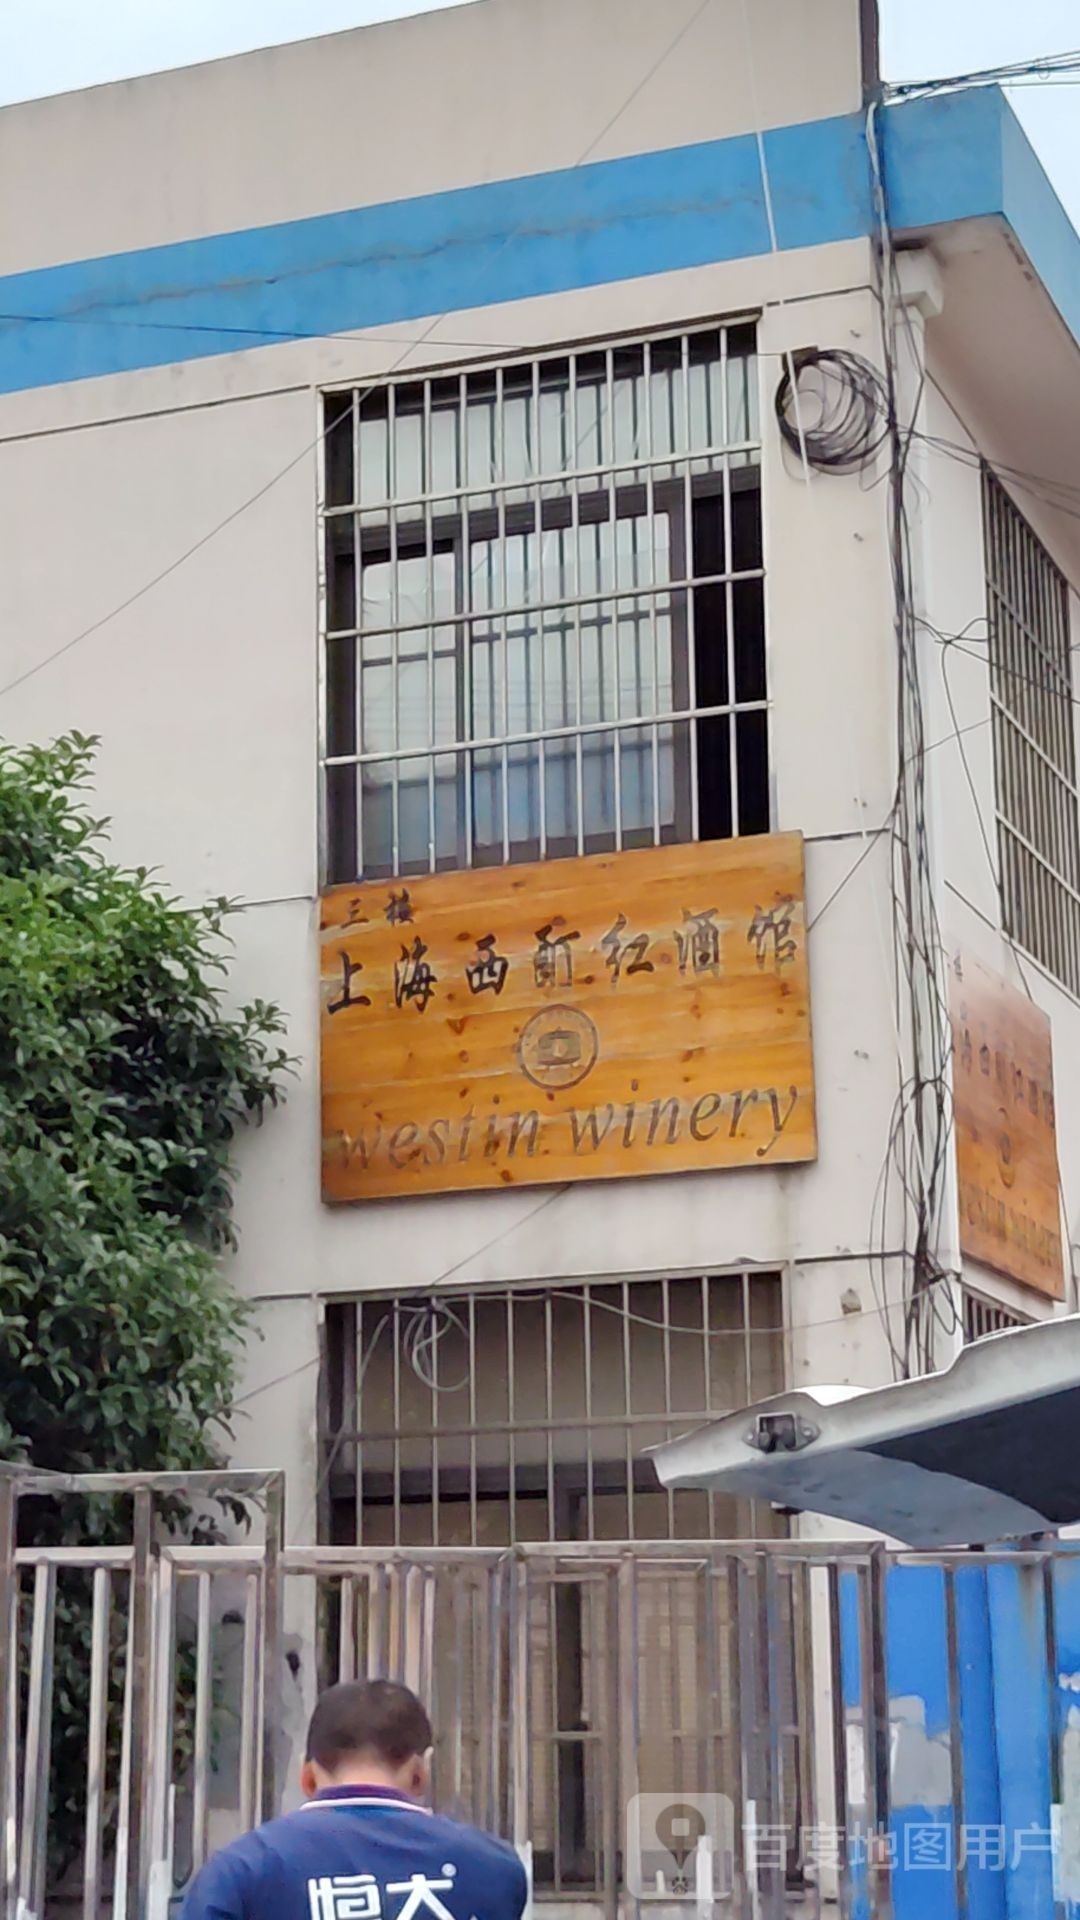 三楼
上海西酊红酒馆
westin winery
恒大
百度地图用户